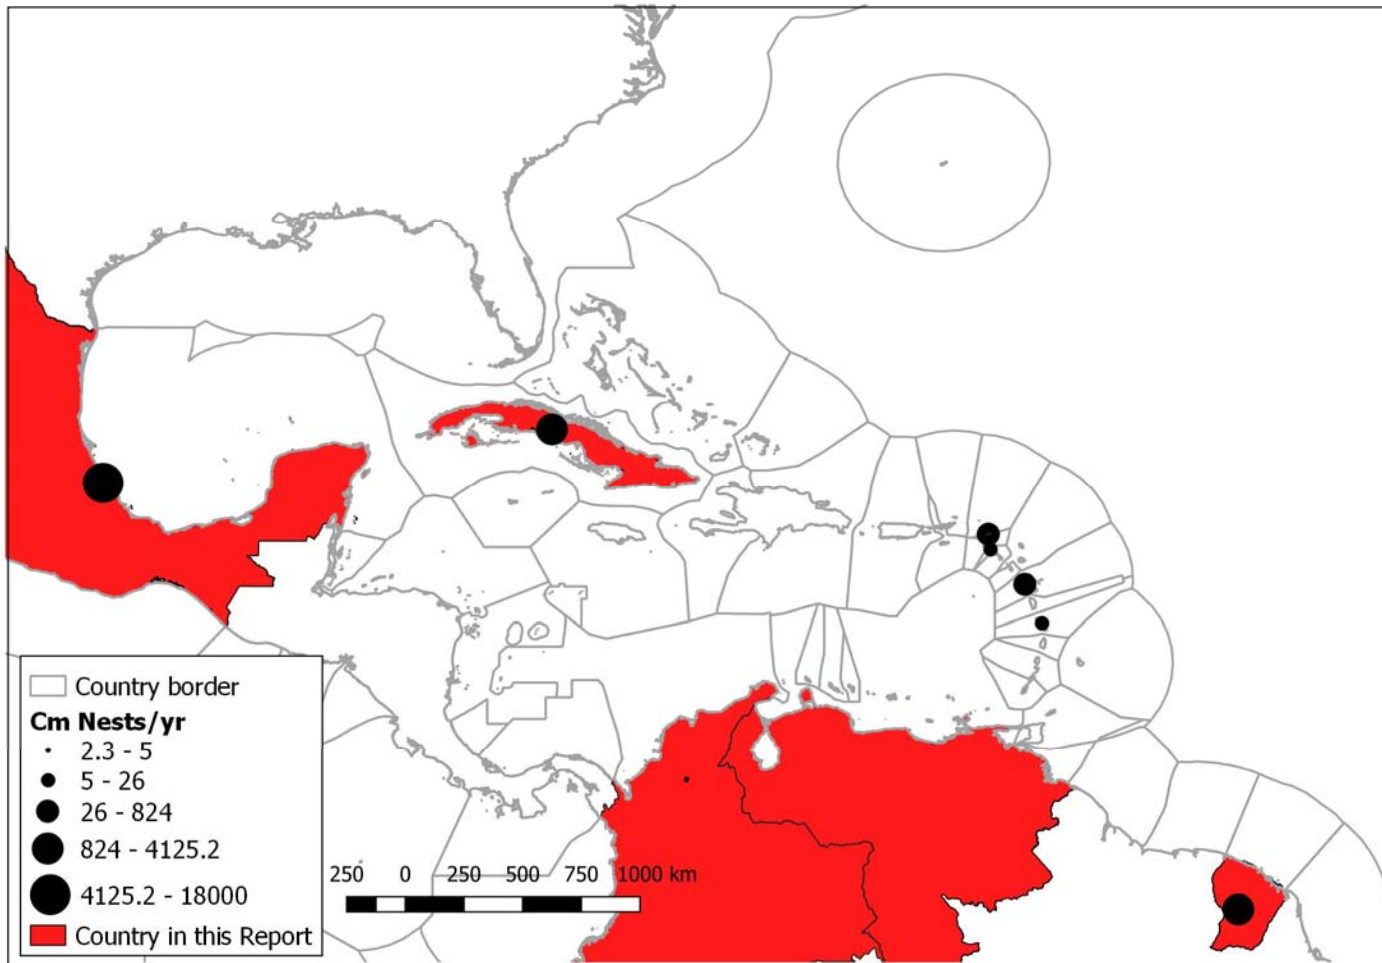 Country border
Cm Nests/yr
2.3 - 5
5 - 26
26 - 824
824 - 4125.2
4125.2 - 18000
Country in this Report
250 0 250 500 750 1000 km